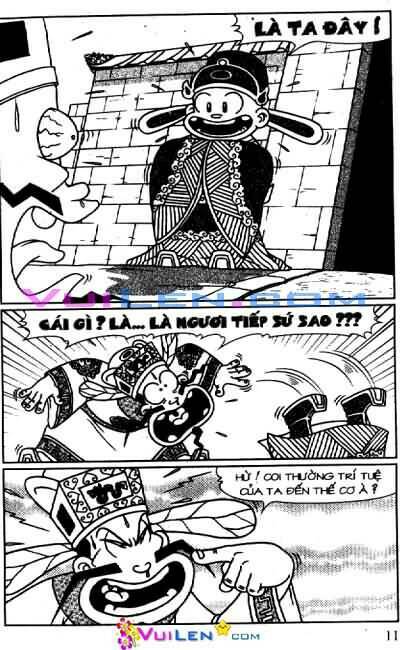 LÀ TA ĐÂY!
VuiLen.com
CÁI GÌ? LÀ... LÀ NGƯƠI TIẾP SỨ SAO???
HỪ! COI THƯỜNG TRÍ TUỆ
CỦA TA ĐẾN THẾ CƠ À?
11
VuiLen.com